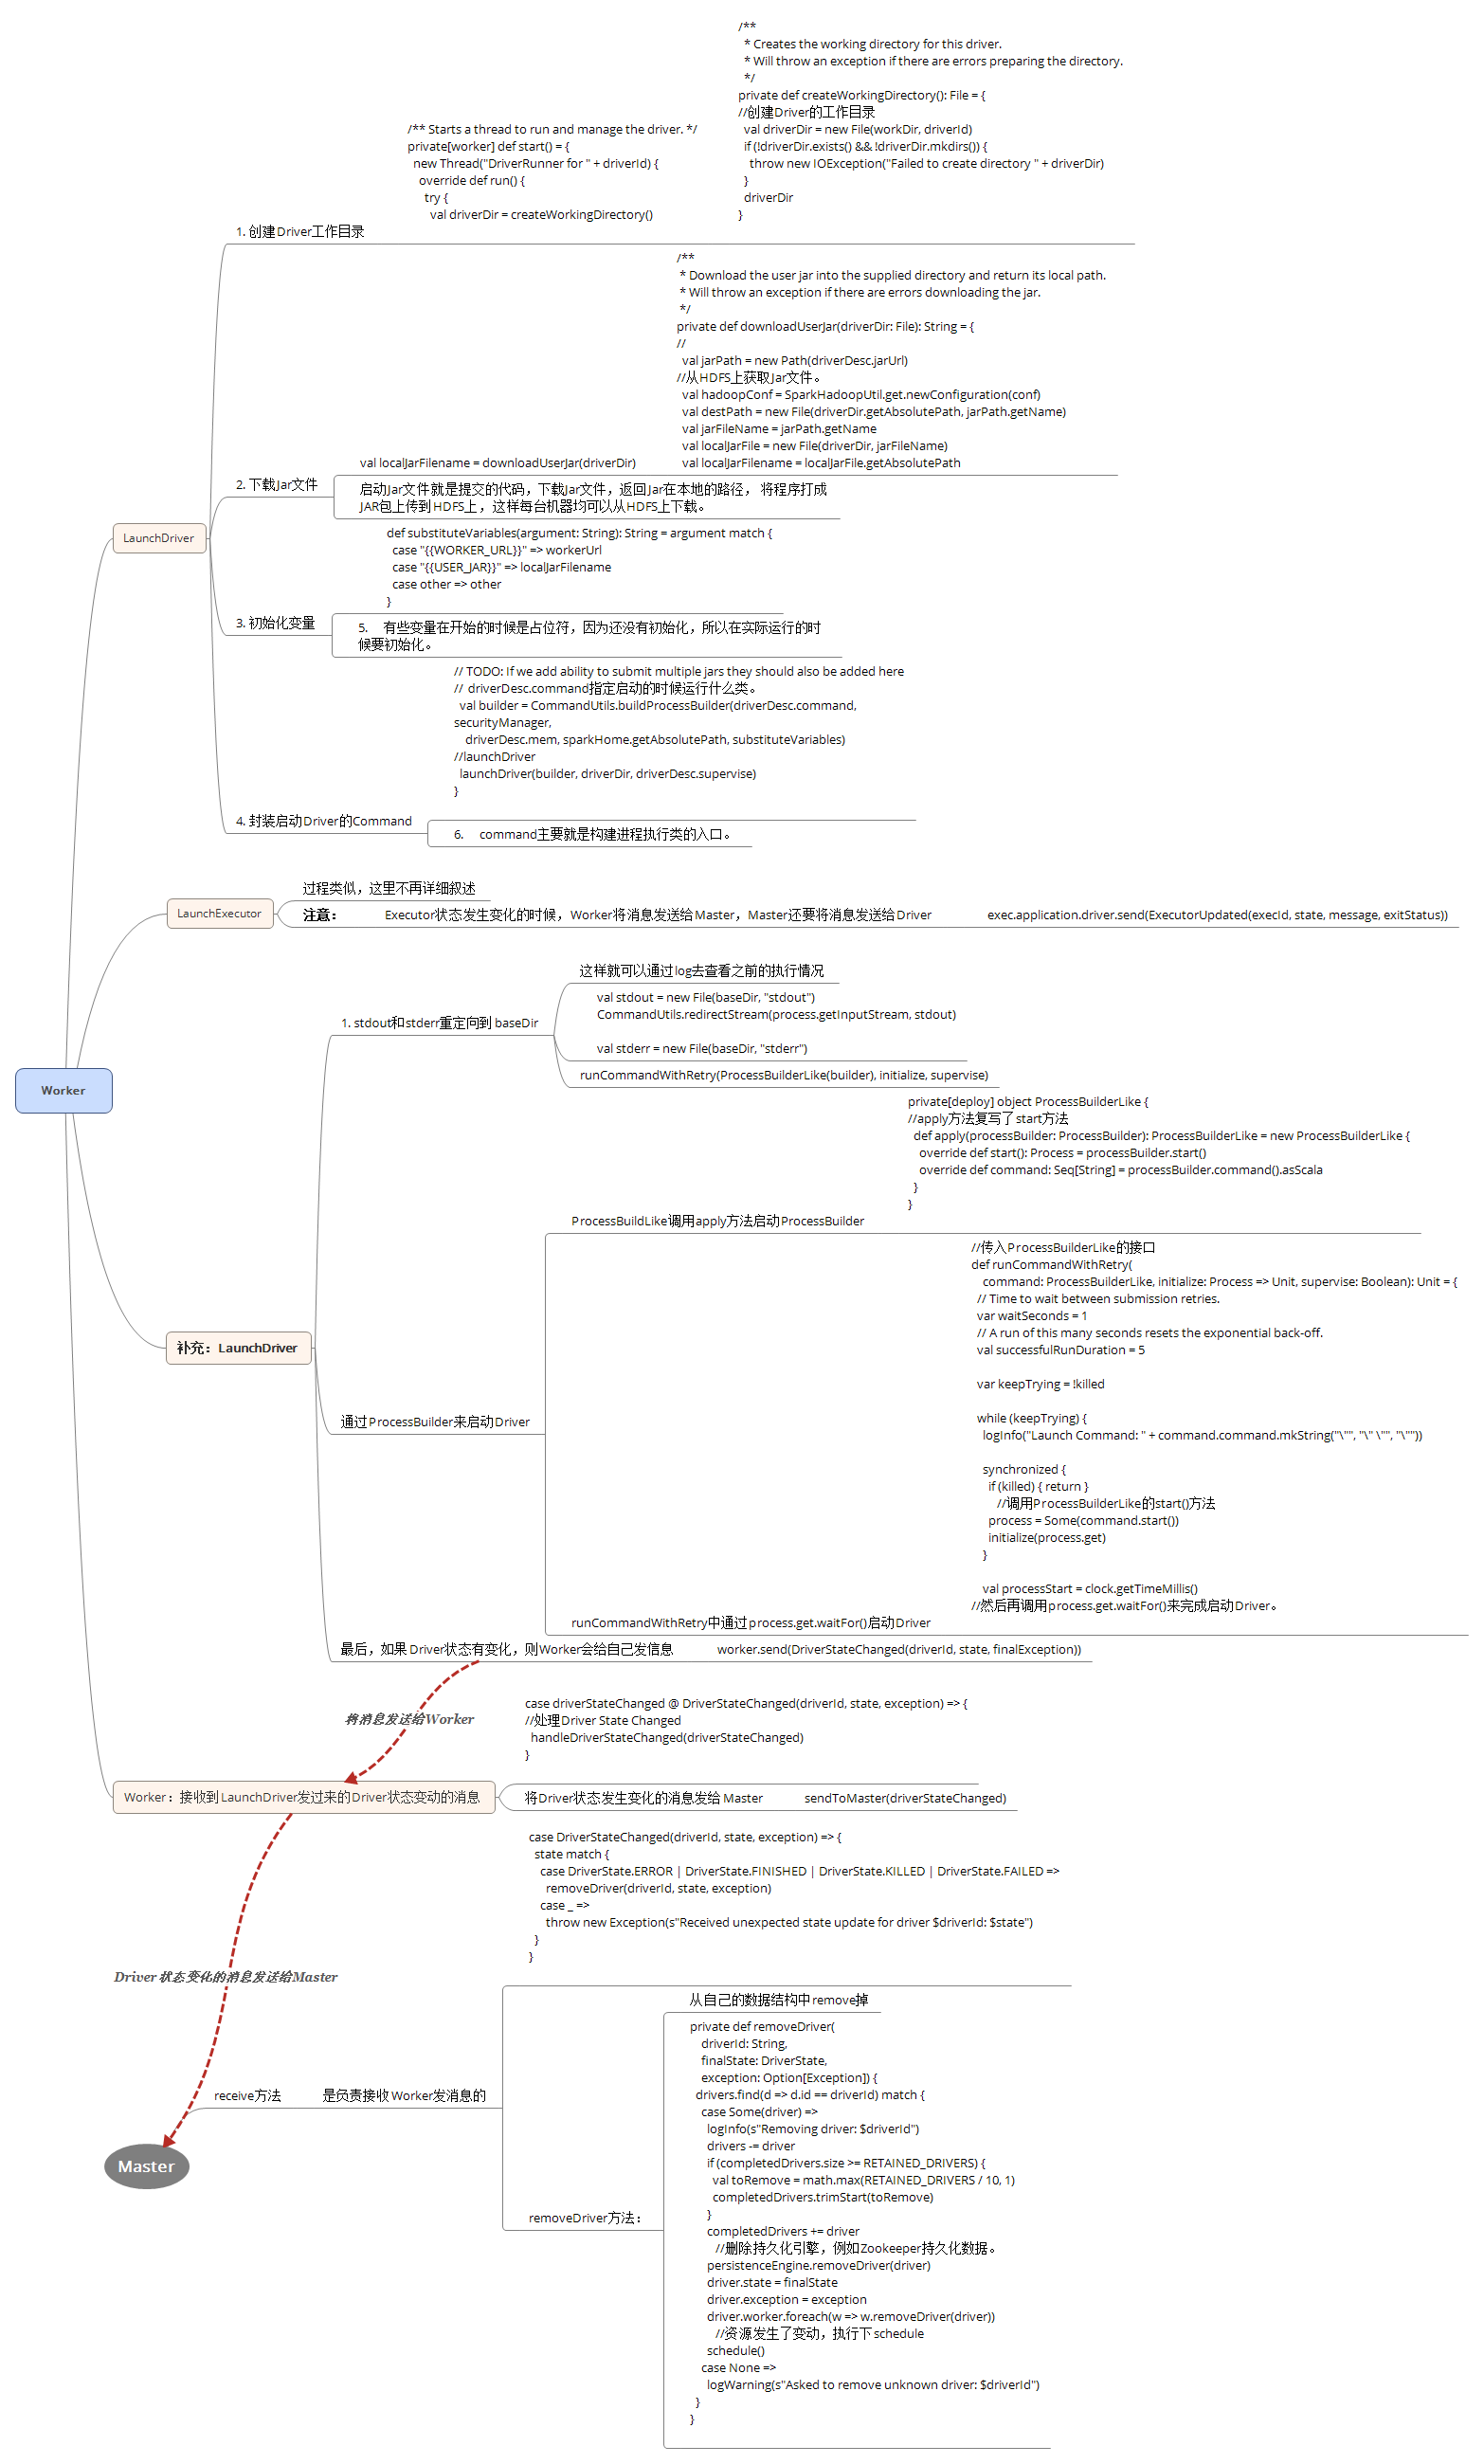 /**
* Creates the working directory for this driver.
* Will throw an exception if there are errors preparing the directory.
*/
private def createWorkingDirectory(): File = {
//创建Driver的工作目录
val driverDir = new File(workDir, driverId)
if (!driverDir.exists() && !driverDir.mkdirs()) {
throw new IOException("Failed to create directory " + driverDir)
}
driverDir
}
/** Starts a thread to run and manage the driver. */
private[worker] def start() = {
new Thread("DriverRunner for " + driverId) {
override def run() {
try {
val driverDir = createWorkingDirectory()
1. 创建Driver工作目录
/**
* Download the user jar into the supplied directory and return its local path.
* Will throw an exception if there are errors downloading the jar.
*/
private def downloadUserJar(driverDir: File): String = {
//
val jarPath = new Path(driverDesc.jarUrl)
//从HDFS上获取Jar文件。
val hadoopConf = SparkHadoopUtil.get.newConfiguration(conf)
val destPath = new File(driverDir.getAbsolutePath, jarPath.getName)
val jarFileName = jarPath.getName
val localJarFile = new File(driverDir, jarFileName)
val localJarFilename = localJarFile.getAbsolutePath
val localJarFilename = downloadUserJar(driverDir)
2. 下载Jar文件
启动Jar文件就是提交的代码，下载Jar文件，返回Jar在本地的路径， 将程序打成
JAR包上传到HDFS上，这样每台机器均可以从HDFS上下载。
LaunchDriver
def substituteVariables(argument: String): String = argument match {
case "{{WORKER_URL}}" => workerUrl
case "{{USER_JAR}}" => localJarFilename
case other => other
}
3. 初始化变量
5. 有些变量在开始的时候是占位符，因为还没有初始化，所以在实际运行的时
候要初始化。
// TODO: If we add ability to submit multiple jars they should also be added here
// driverDesc.command指定启动的时候运行什么类。
val builder = CommandUtils.buildProcessBuilder(driverDesc.command,
securityManager,
driverDesc.mem, sparkHome.getAbsolutePath, substituteVariables)
//launchDriver
launchDriver(builder, driverDir, driverDesc.supervise)
}
4. 封装启动Driver的Command
6. command主要就是构建进程执行类的入口。
过程类似，这里不再详细叙述
LaunchExecutor
注意： Executor状态发生变化的时候，Worker将消息发送给Master，Master还要将消息发送给Driver exec.application.driver.send(ExecutorUpdated(execId, state, message, exitStatus))
这样就可以通过log去查看之前的执行情况
val stdout = new File(baseDir, "stdout")
CommandUtils.redirectStream(process.getInputStream, stdout)
1. stdout和stderr重定向到 baseDir
val stderr = new File(baseDir, "stderr")
runCommandWithRetry(ProcessBuilderLike(builder), initialize, supervise)
Worker
private[deploy] object ProcessBuilderLike {
//apply方法复写了start方法
def apply(processBuilder: ProcessBuilder): ProcessBuilderLike = new ProcessBuilderLike {
override def start(): Process = processBuilder.start()
override def command: Seq[String] = processBuilder.command().asScala
}
}
ProcessBuildLike调用apply方法启动ProcessBuilder
//传入ProcessBuilderLike的接口
def runCommandWithRetry(
command: ProcessBuilderLike, initialize: Process => Unit, supervise: Boolean): Unit = {
// Time to wait between submission retries.
var waitSeconds = 1
// A run of this many seconds resets the exponential back-off.
val successfulRunDuration = 5
补充：LaunchDriver
var keepTrying = !killed
通过ProcessBuilder来启动Driver
while (keepTrying) {
logInfo("Launch Command: " + command.command.mkString("\"", "\" \"", "\""))
synchronized {
if (killed) { return }
//调用ProcessBuilderLike的start()方法
process = Some(command.start())
initialize(process.get)
}
val processStart = clock.getTimeMillis()
//然后再调用process.get.waitFor()来完成启动Driver。
runCommandWithRetry中通过process.get.waitFor()启动Driver
最后，如果 Driver状态有变化，则Worker会给自己发信息 worker.send(DriverStateChanged(driverId, state, finalException))
将消息发送给Worker
case driverStateChanged @ DriverStateChanged(driverId, state, exception) => {
//处理Driver State Changed
handleDriverStateChanged(driverStateChanged)
}
Worker：接收到LaunchDriver发过来的Driver状态变动的消息
将Driver状态发生变化的消息发给 Master sendToMaster(driverStateChanged)
case DriverStateChanged(driverId, state, exception) => {
state match {
case DriverState.ERROR | DriverState.FINISHED | DriverState.KILLED | DriverState.FAILED =>
removeDriver(driverId, state, exception)
case _ =>
throw new Exception(s"Received unexpected state update for driver $driverId: $state")
}
}
Driver 状态变化的消息发送给Master
从自己的数据结构中remove掉
private def removeDriver(
driverId: String,
finalState: DriverState,
exception: Option[Exception]) {
drivers.find(d => d.id == driverId) match {
receive方法 是负责接收 Worker发消息的
case Some(driver) =>
logInfo(s"Removing driver: $driverId")
drivers -= driver
if (completedDrivers.size >= RETAINED_DRIVERS) {
val toRemove = math.max(RETAINED_DRIVERS / 10, 1)
completedDrivers.trimStart(toRemove)
}
Master
removeDriver方法：
completedDrivers += driver
//删除持久化引擎，例如Zookeeper持久化数据。
persistenceEngine.removeDriver(driver)
driver.state = finalState
driver.exception = exception
driver.worker.foreach(w => w.removeDriver(driver))
//资源发生了变动，执行下schedule
schedule()
case None =>
logWarning(s"Asked to remove unknown driver: $driverId")
}
}